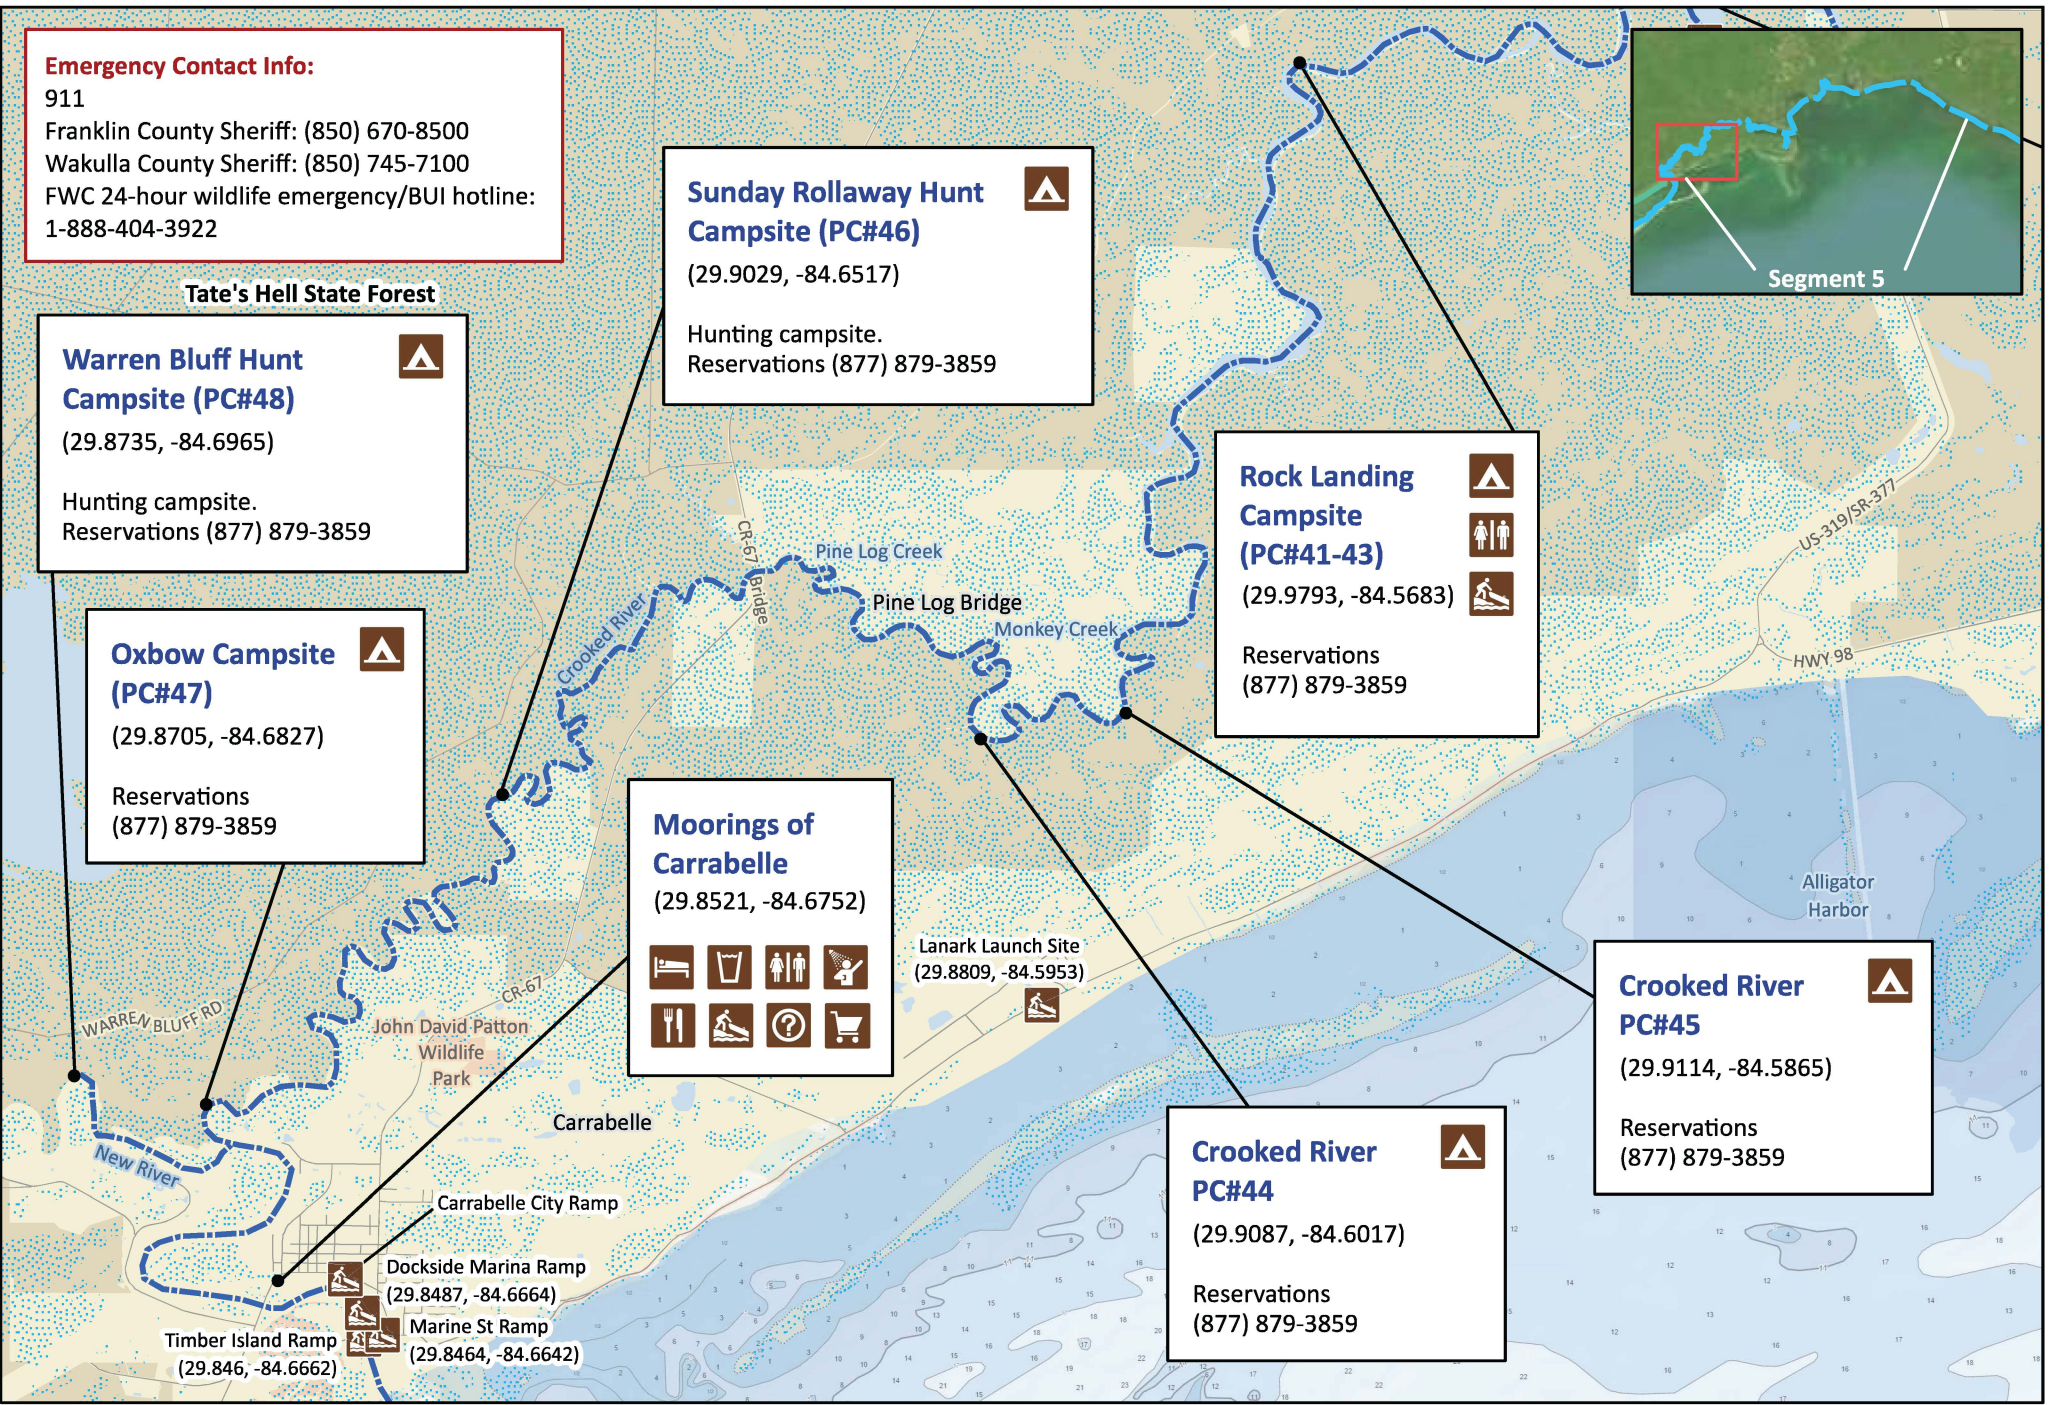 Emergency Contact Info:
911
Franklin County Sheriff: (850) 670-8500
Wakulla County Sheriff: (850) 745-7100
FWC 24-hour wildlife emergency/BUI hotline:
1-888-404-3922
Tate's Hell State Forest
Warren Bluff Hunt
Campsite (PC#48)
(29.8735, -84.6965)
Hunting campsite.
Reservations (877) 879-3859
Sunday Rollaway Hunt
Campsite (PC#46)
(29.9029, -84.6517)
Hunting campsite.
Reservations (877) 879-3859
Segment 5
Oxbow Campsite
(PC#47)
(29.8705, -84.6827)
Reservations
(877) 879-3859
Rock Landing
Campsite
(PC#41-43)
(29.9793, -84.5683)
Reservations
(877) 879-3859
CR-67 Bridge
Pine Log Creek
Pine Log Bridge
Monkey Creek
Crooked River
US-319/SR-377
HWY 98
Moorings of
Carrabelle
(29.8521, -84.6752)
Lanark Launch Site
(29.8809, -84.5953)
Alligator
Harbor
Crooked River
PC#45
(29.9114, -84.5865)
Reservations
(877) 879-3859
Crooked River
PC#44
(29.9087, -84.6017)
Reservations
(877) 879-3859
WARREN BLUFF RD
CR-67
John David Patton
Wildlife
Park
Carrabelle
New River
Carrabelle City Ramp
Dockside Marina Ramp
(29.8487, -84.6664)
Marine St Ramp
(29.8464, -84.6642)
Timber Island Ramp
(29.846, -84.6662)